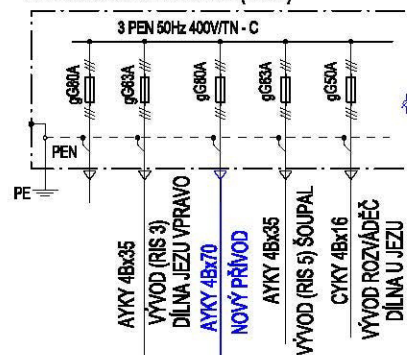 3 PEN 50Hz 400V/TN - C
gG80A
gG63A
gG80A
gG63A
gG50A
PEN
PE
AYKY 4Bx35
VÝVOD (RIS 3)
DÍLNA JEZU VPRAVO
AYKY 4Bx70
NOVÝ PŘÍVOD
AYKY 4Bx35
VÝVOD (RIS 5) ŠOUPAL
CYKY 4Bx16
VÝVOD ROZVÁDĚČ
DÍLNA U JEZU